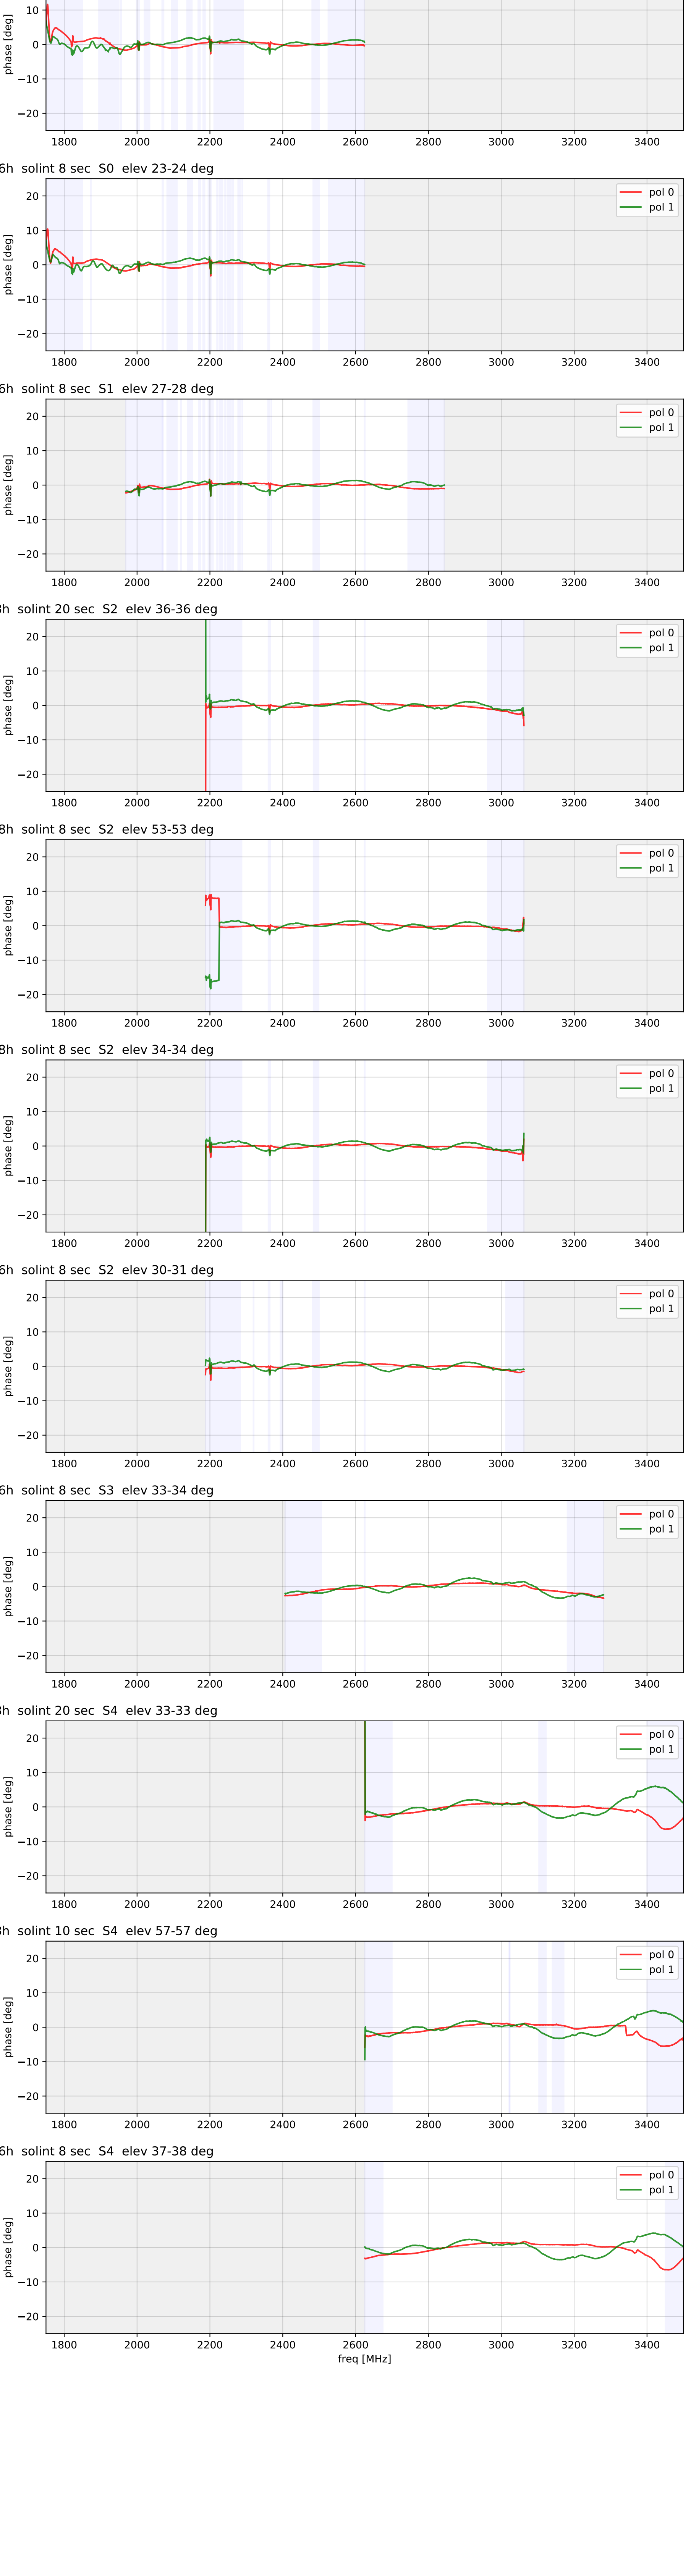 10
0
−10
−20
phase [deg]
1800 2000 2200 2400 2600 2800 3000 3200 3400
6h solint 8 sec S0 elev 23-24 deg
20
10
0
−10
−20
phase [deg]
pol 0
pol 1
1800 2000 2200 2400 2600 2800 3000 3200 3400
6h solint 8 sec S1 elev 27-28 deg
20
10
0
−10
−20
phase [deg]
pol 0
pol 1
1800 2000 2200 2400 2600 2800 3000 3200 3400
solint 20 sec S2 elev 36-36 deg
20
10
0
−10
−20
phase [deg]
pol 0
pol 1
1800 2000 2200 2400 2600 2800 3000 3200 3400
8h solint 8 sec S2 elev 53-53 deg
20
10
0
−10
−20
phase [deg]
pol 0
pol 1
1800 2000 2200 2400 2600 2800 3000 3200 3400
8h solint 8 sec S2 elev 34-34 deg
20
10
0
−10
−20
phase [deg]
pol 0
pol 1
1800 2000 2200 2400 2600 2800 3000 3200 3400
6h solint 8 sec S2 elev 30-31 deg
20
10
0
−10
−20
phase [deg]
pol 0
pol 1
1800 2000 2200 2400 2600 2800 3000 3200 3400
6h solint 8 sec S3 elev 33-34 deg
20
10
0
−10
−20
phase [deg]
pol 0
pol 1
1800 2000 2200 2400 2600 2800 3000 3200 3400
solint 20 sec S4 elev 33-33 deg
20
10
0
−10
−20
phase [deg]
pol 0
pol 1
1800 2000 2200 2400 2600 2800 3000 3200 3400
solint 10 sec S4 elev 57-57 deg
20
10
0
−10
−20
phase [deg]
pol 0
pol 1
1800 2000 2200 2400 2600 2800 3000 3200 3400
6h solint 8 sec S4 elev 37-38 deg
20
10
0
−10
−20
phase [deg]
pol 0
pol 1
1800 2000 2200 2400 2600 2800 3000 3200 3400
freq [MHz]